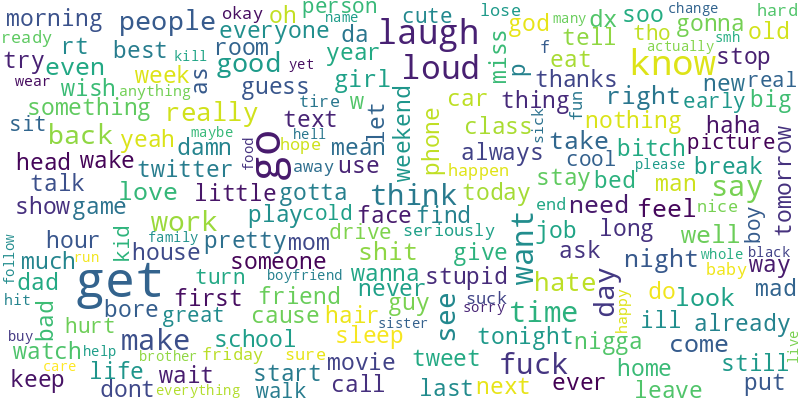 morning people okay oh person cute lose god many change hard
ready rt best everyone da name dx soo gonna old
try even kill room year laugh miss tell tho actually smh stop
wear week as good yet girl loud p f eat know new real
wish anything guess w thanks
something really tire text let weekend car thing right early big
sit back yeah maybe hell mean phone class sick fun nothing haha
head wake damn food go hope always take cool bitch picture
talk twitter away use happen please break tomorrow
show game love little gotta think today stay bed man say
work play cold face find end need feel nice
hour kid family pretty mom drive seriously want job long well boy
follow much run house someone shit give ask night whole black way
dad get turn boyfriend wanna stupid hate day baby mad
hit first friend never see suck do look
bad bore great cause hair guy sorry time happy ill already
buy hurt make school sister sleep tonight nigga come
watch help brother friday sure movie tweet fuck home still live
care life wait start
keep dont everything walk call last next ever leave put